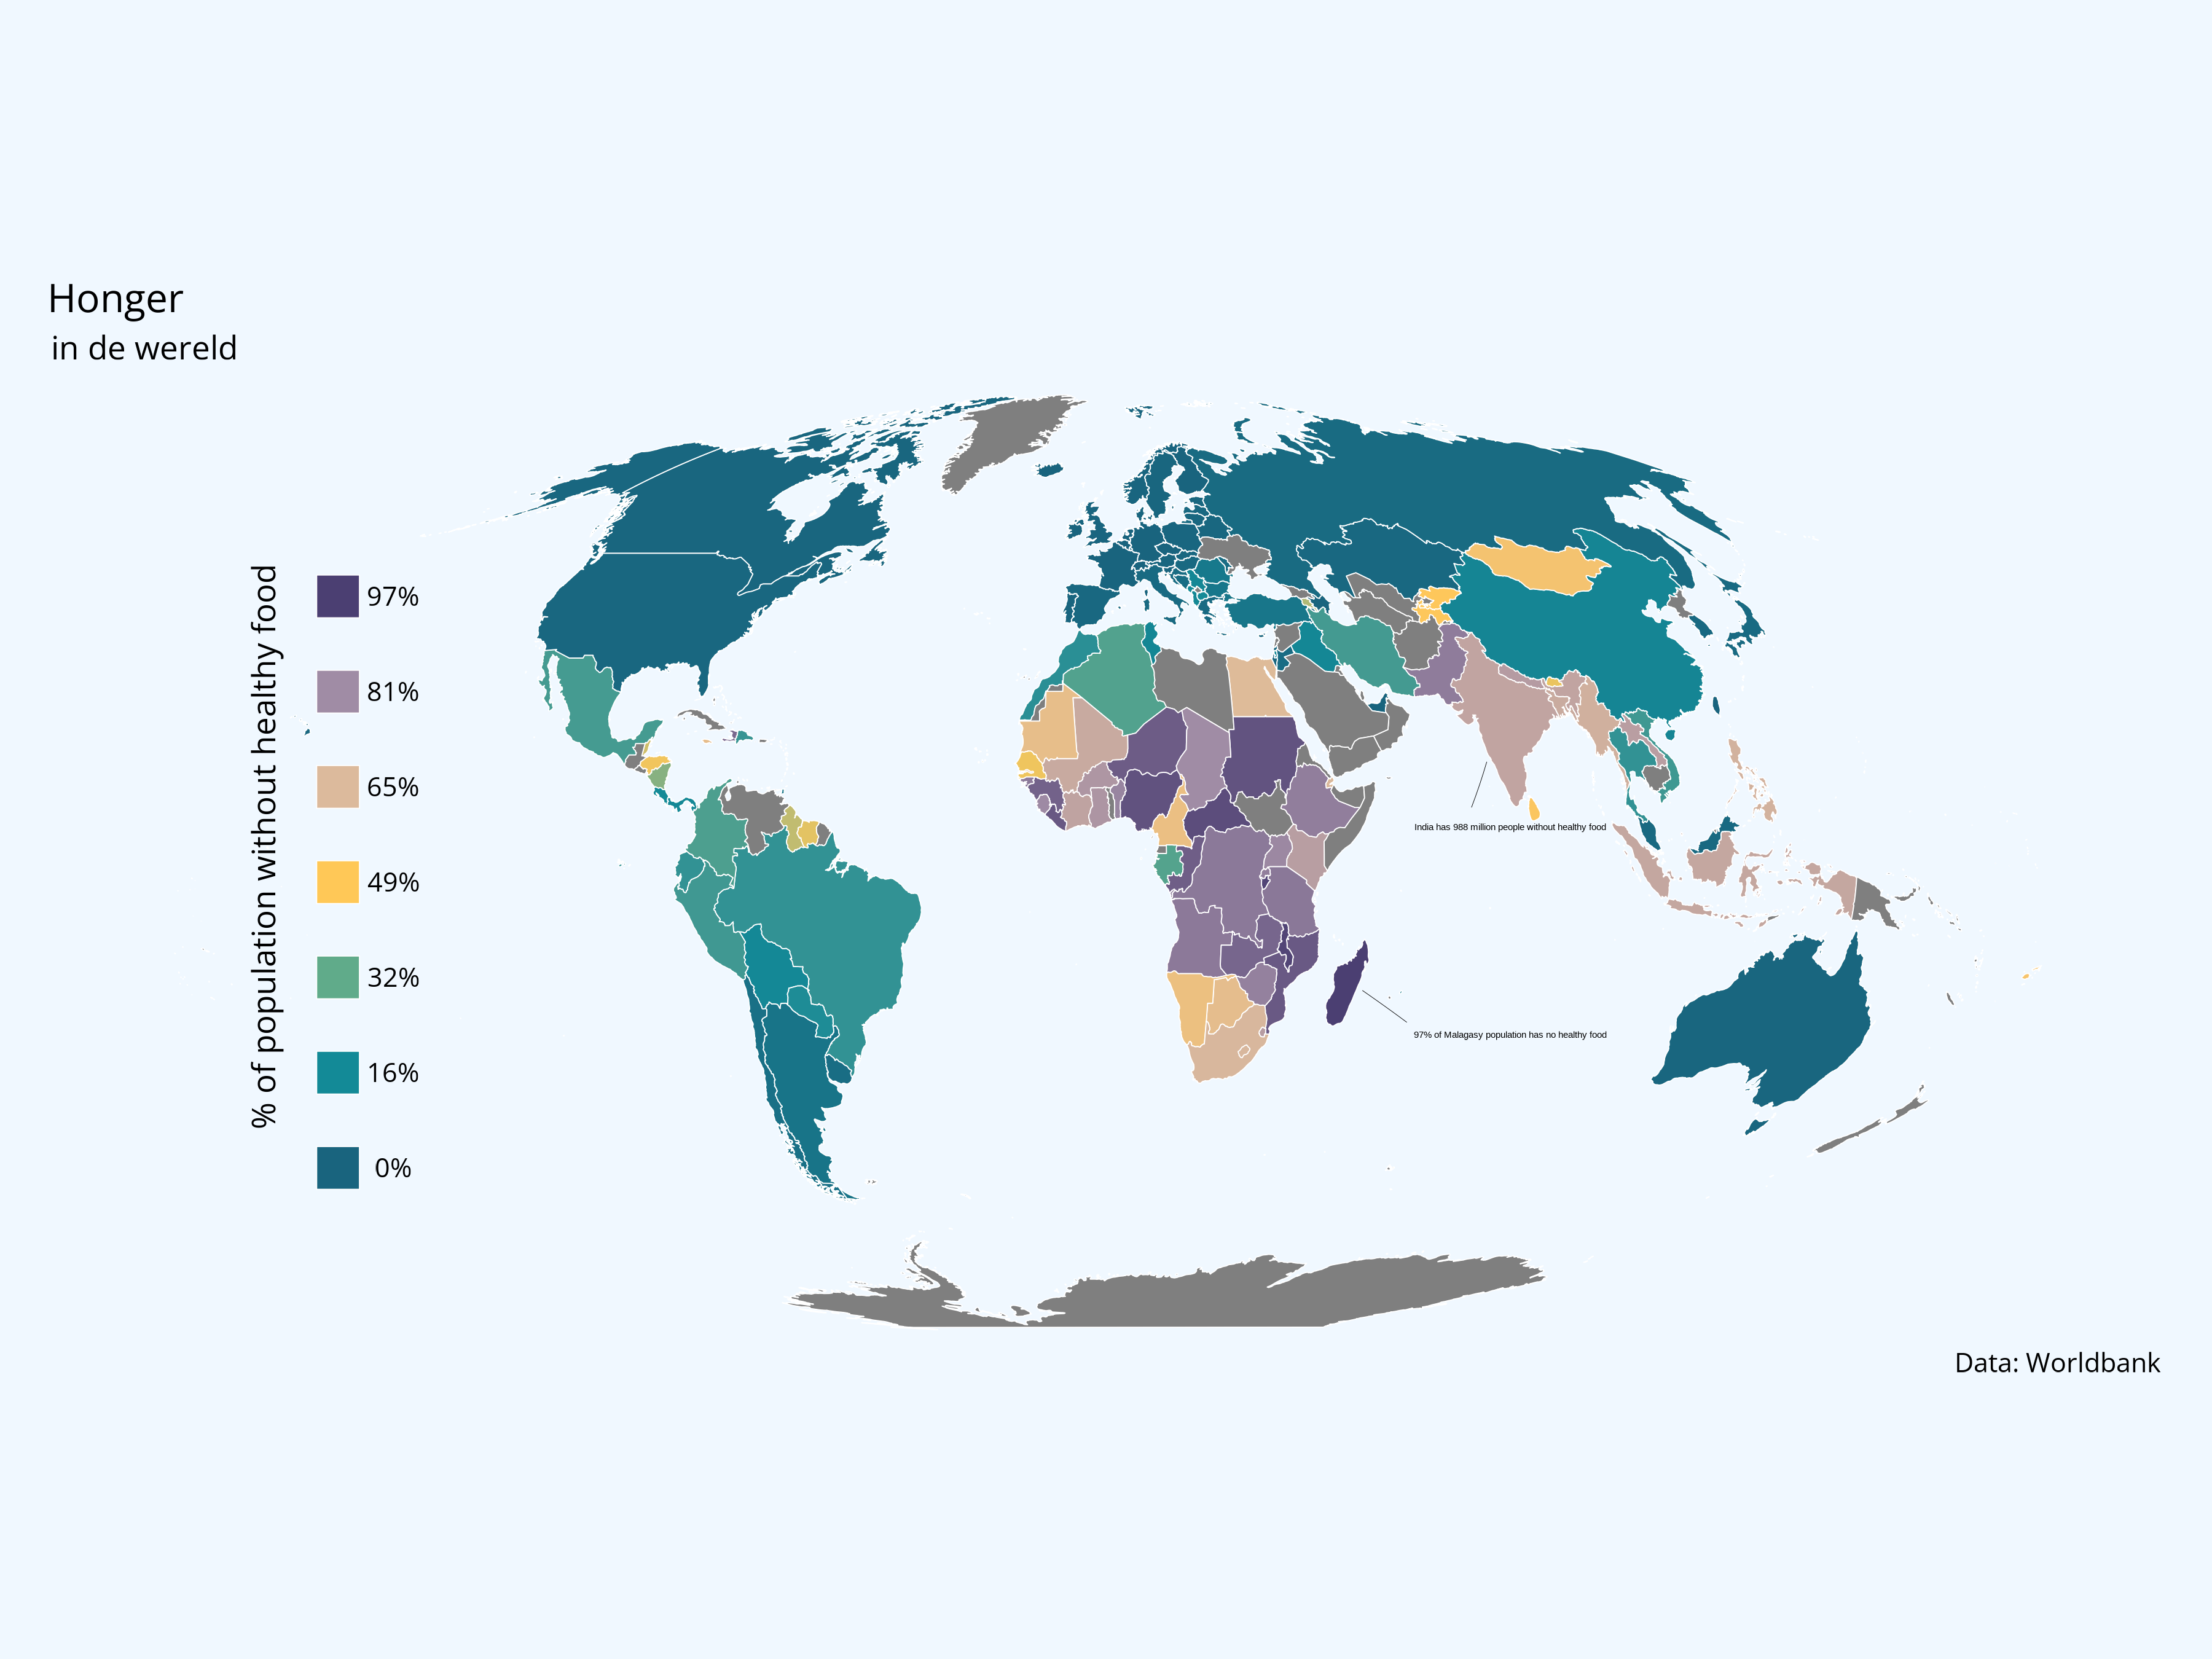 Honger
in de wereld
% of population without healthy food
97%
81%
65%
49%
32%
16%
0%
India has 988 million people without healthy food
97% of Malagasy population has no healthy food
Data: Worldbank